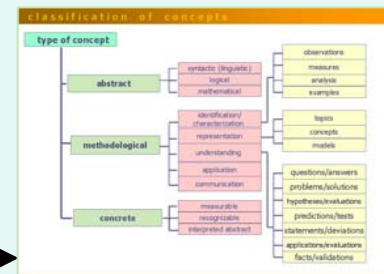 classification of concepts
type of concept
abstract
syntactic (linguistic)
logical
mathematical
methodological
identification/
characterization
representation
understanding
application
communication
concrete
measurable
recognizable
interpreted abstract
observations
measures
analysis
examples
topics
concepts
models
questions/answers
problems/solutions
hypotheses/evaluations
predictions/tests
statements/deviations
applications/evaluations
facts/validations